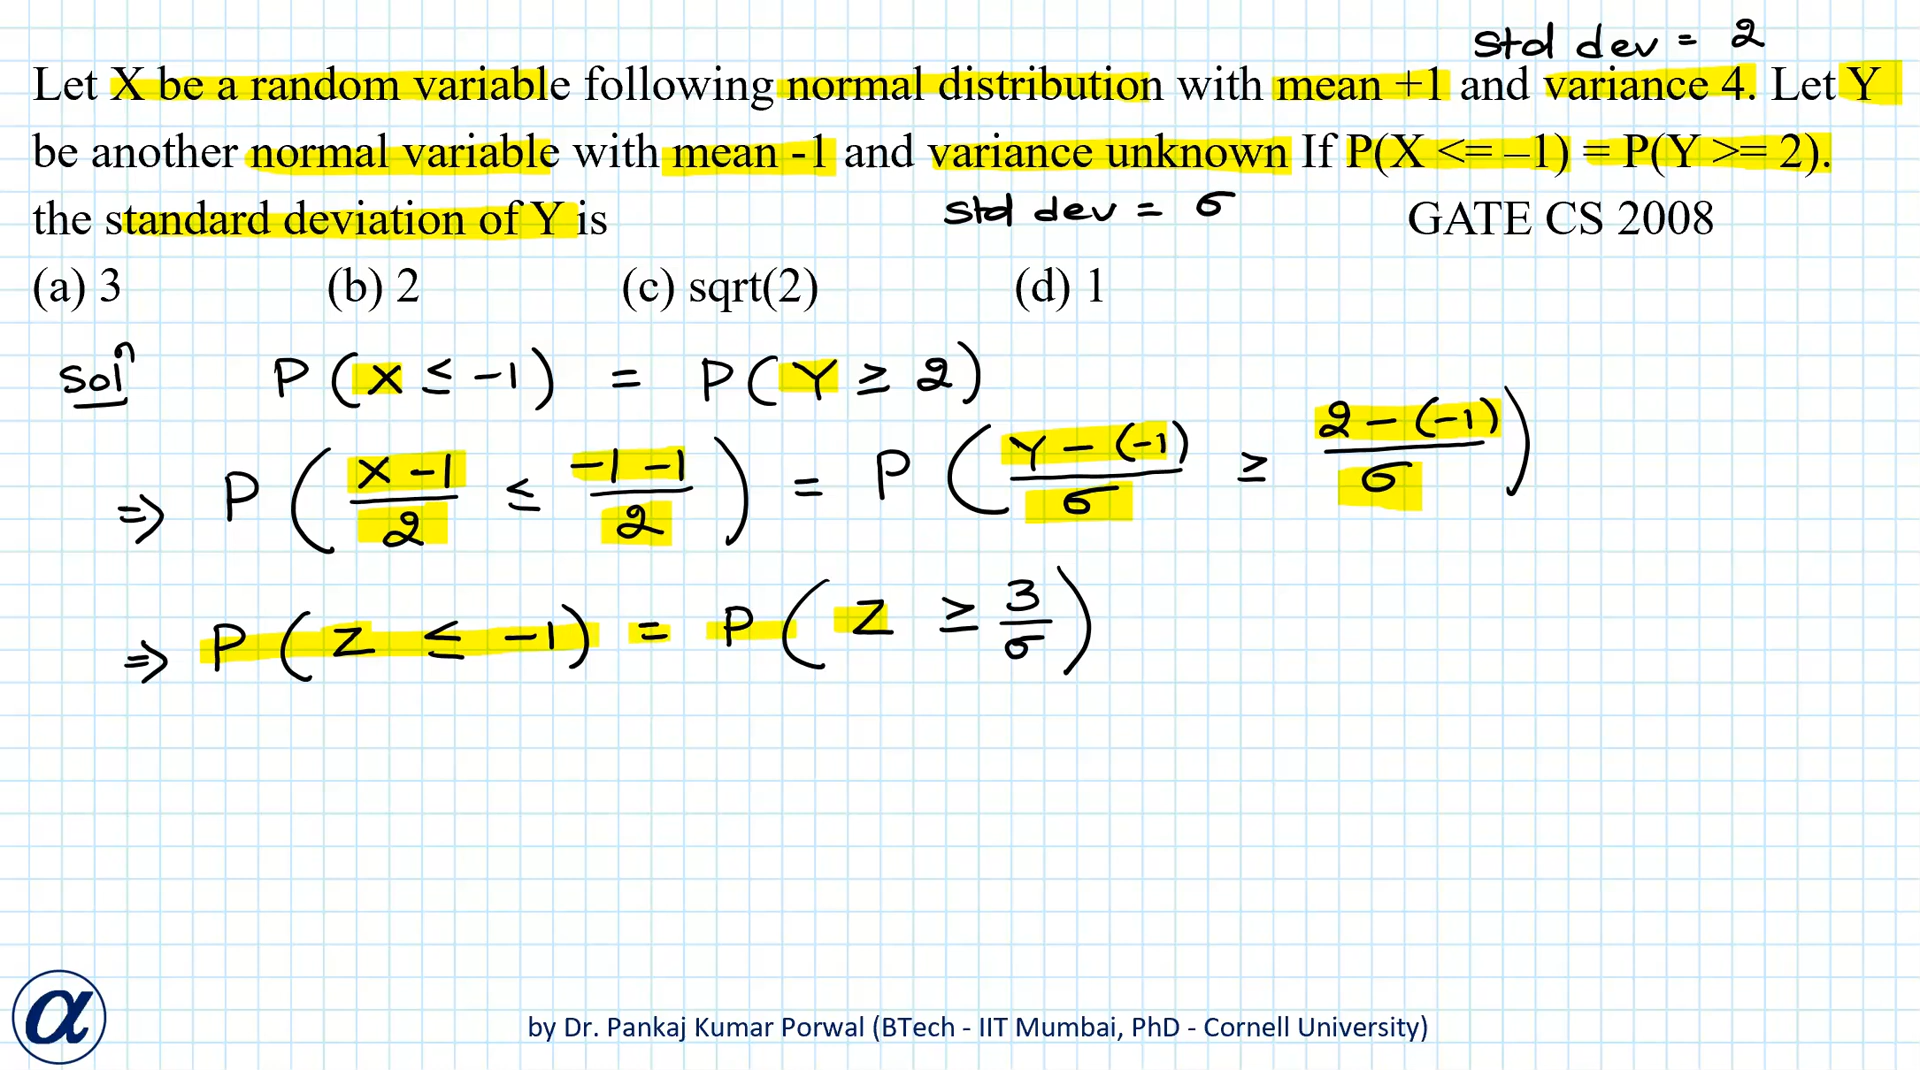 std dev = 2
Let X be a random variable following normal distribution with mean +1 and variance 4. Let Y
be another normal variable with mean -1 and variance unknown If P(X <= –1) = P(Y >= 2).
the standard deviation of Y is
std dev = σ
GATE CS 2008
(a) 3 (b) 2 (c) sqrt(2) (d) 1
Solⁿ P(X ≤ -1) = P(Y ≥ 2)
⇒ P((X - 1)/2 ≤ (-1 - 1)/2) = P((Y - (-1))/σ ≥ (2 - (-1))/σ)
⇒ P(Z ≤ -1) = P(Z ≥ 3/σ)
α
by Dr. Pankaj Kumar Porwal (BTech - IIT Mumbai, PhD - Cornell University)